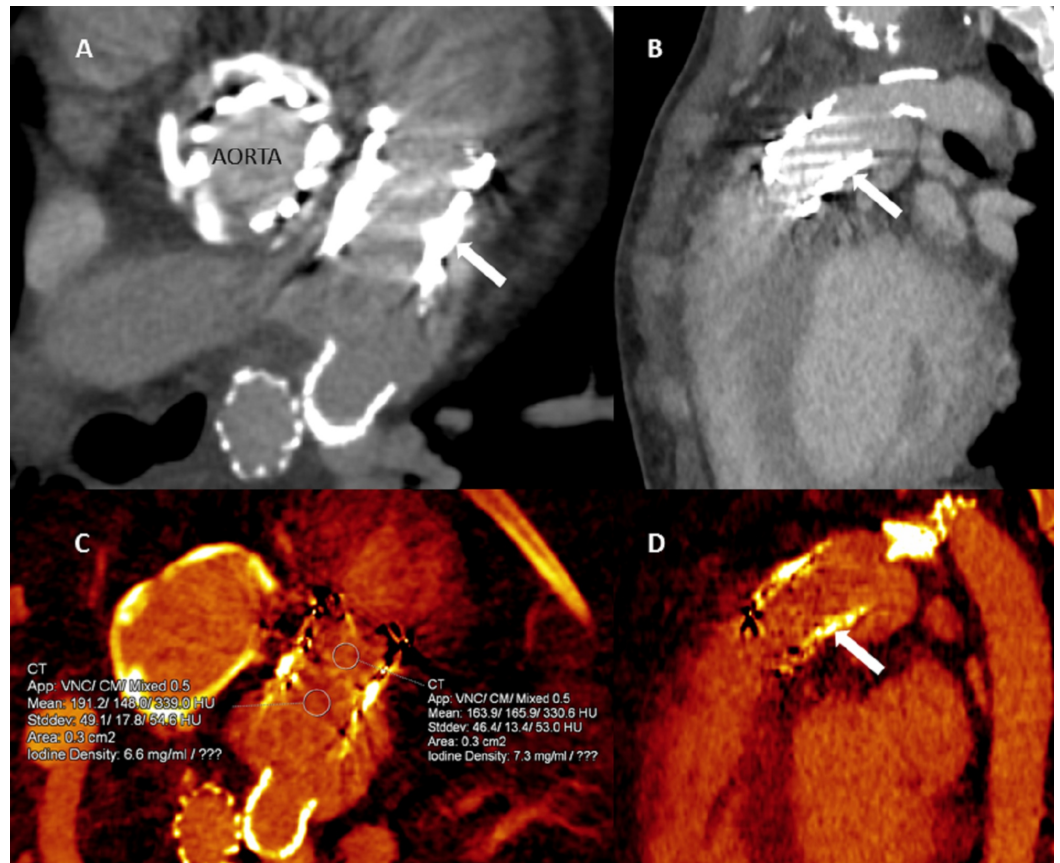 A
AORTA
B
C
CT
App: VNC/ CM/ Mixed 0.5
Mean: 191.2/ 148.0/ 339.0 HU
Stddev: 49.1/ 17.8/ 54.6 HU
Area: 0.3 cm2
Iodine Density: 6.6 mg/ml / ???
CT
App: VNC/ CM/ Mixed 0.5
Mean: 163.9/ 165.9/ 330.6 HU
Stddev: 46.4/ 13.4/ 53.0 HU
Area: 0.3 cm2
Iodine Density: 7.3 mg/ml / ???
D